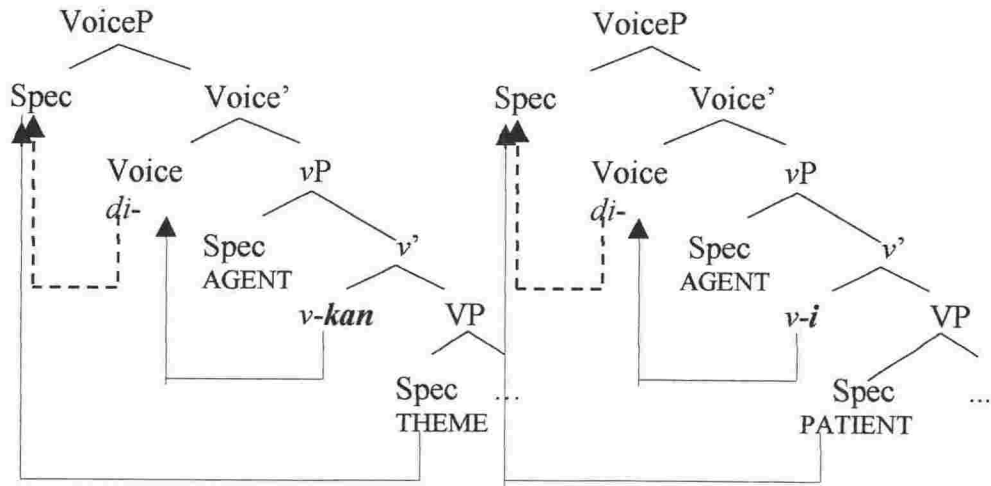 VoiceP
VoiceP
Spec
Voice’
Spec
Voice’
Voice
vP
Voice
vP
di-
di-
Spec
v’
Spec
v’
AGENT
AGENT
v-kan
VP
v-i
VP
Spec
...
Spec
...
THEME
PATIENT